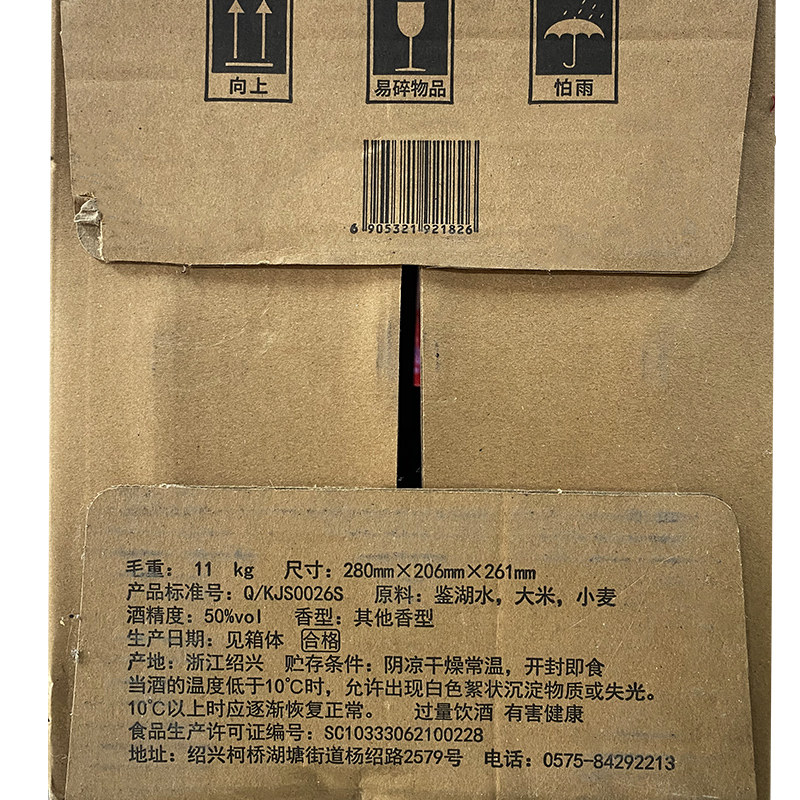 向上 易碎物品 怕雨
6 905321 921826
毛重： 11 kg 尺寸：280mm×206mm×261mm
产品标准号：Q/KJS0026S 原料：鉴湖水，大米，小麦
酒精度：50%vol 香型：其他香型
生产日期：见箱体 合格
产地：浙江绍兴 贮存条件：阴凉干燥常温，开封即食
当酒的温度低于10℃时，允许出现白色絮状沉淀物质或失光。
10℃以上时应逐渐恢复正常。 过量饮酒 有害健康
食品生产许可证编号：SC10333062100228
地址：绍兴柯桥湖塘街道杨绍路2579号 电话：0575-84292213